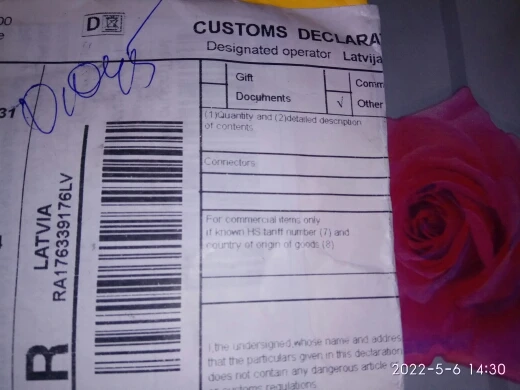 D
CUSTOMS DECLARA
Designated operator Latvija
Gift
Comm
Documents
√ Other
31
(1)Quantity and (2)detailed description
of contents
Connectors
For commercial items only
if known HS tariff number (7) and
country of origin of goods (8)
LATVIA
RA176339176LV
R
I the undersigned whose name and addres
that the particulars given in this declaration
does not contain any dangerous article o
customs regulations
2022-5-6 14:30